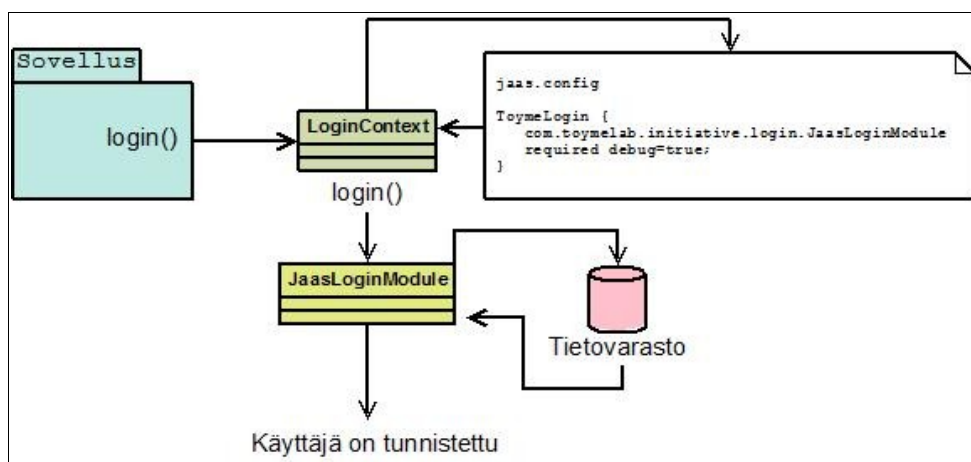 Sovellus
login()
LoginContext
login()
jaas.config
ToymeLogin {
com.toymelab.initiative.login.JaasLoginModule
required debug=true;
}
JaasLoginModule
Tietovarasto
Käyttäjä on tunnistettu